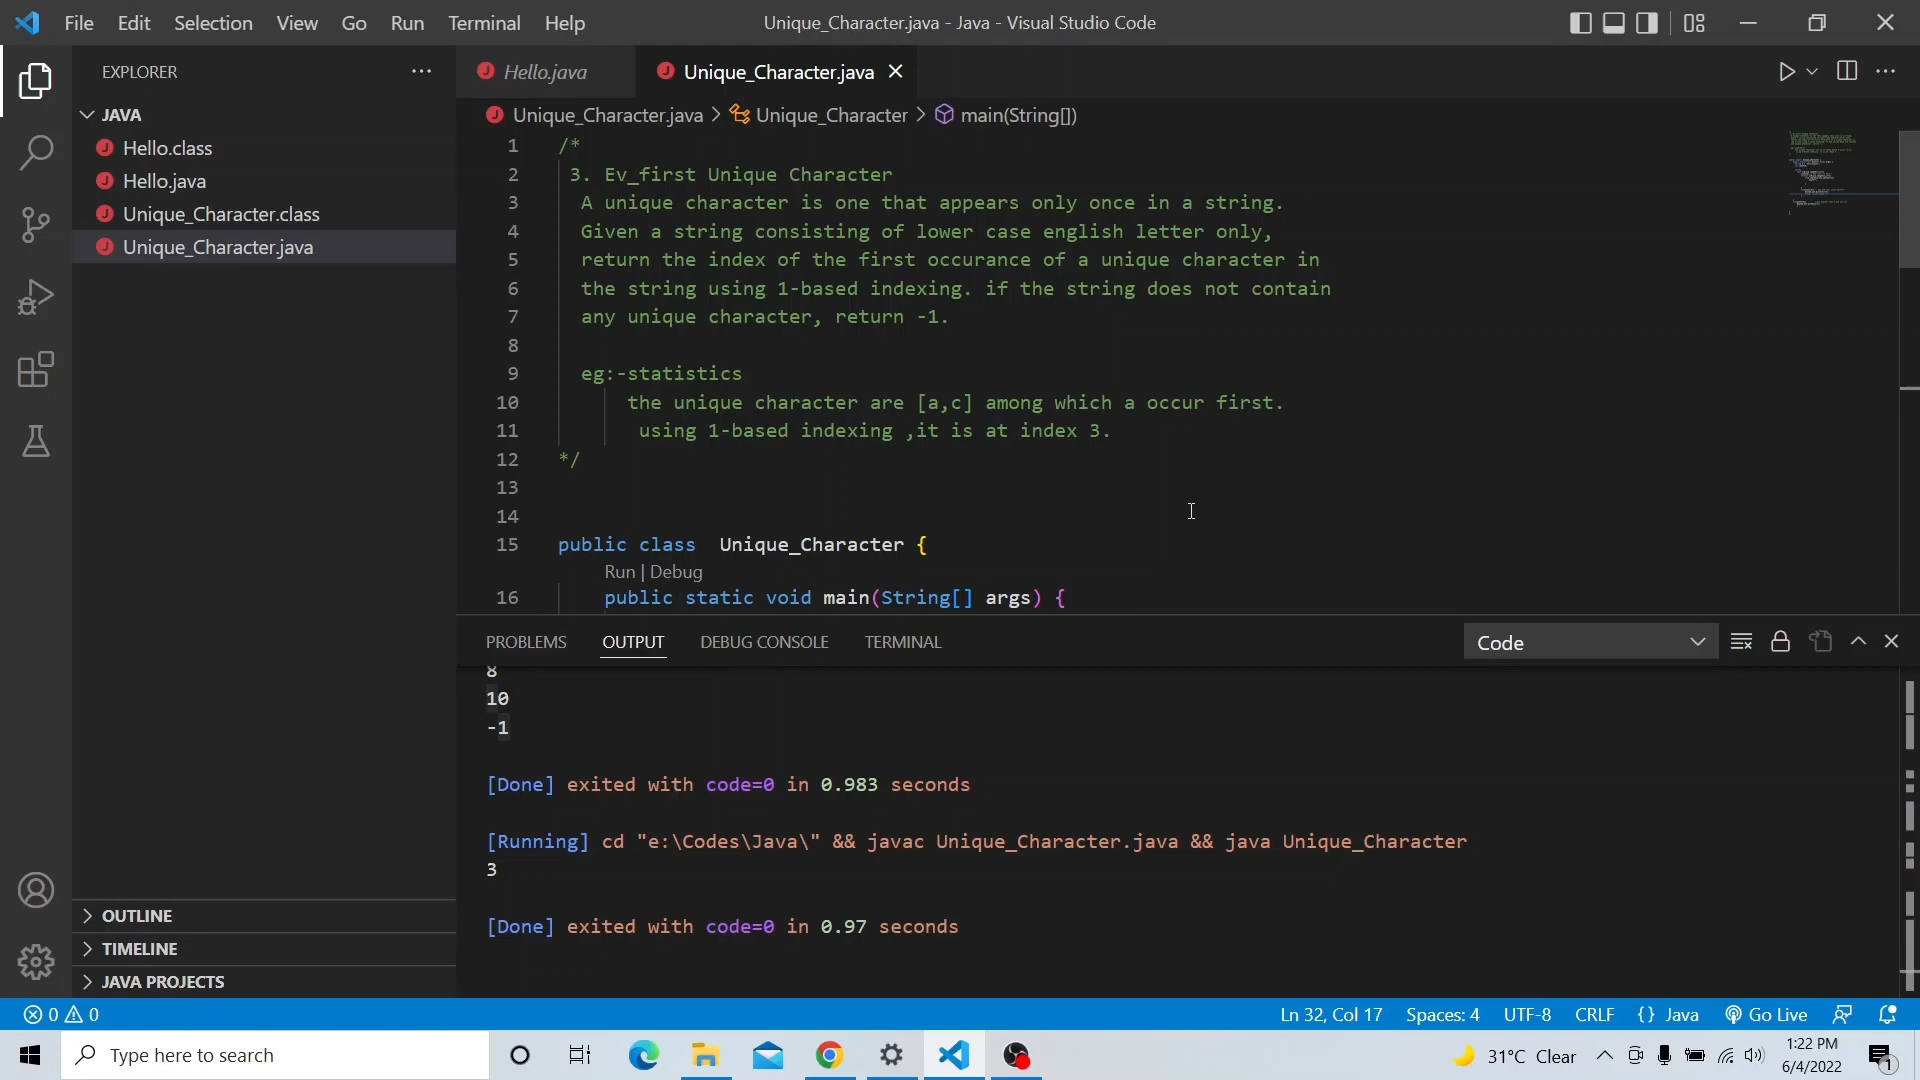 File Edit Selection View Go Run Terminal Help
Unique_Character.java - Java - Visual Studio Code
EXPLORER
JAVA
Hello.class
Hello.java
Unique_Character.class
Unique_Character.java
OUTLINE
TIMELINE
JAVA PROJECTS
Hello.java
Unique_Character.java
Unique_Character.java > Unique_Character > main(String[])
1 /*
2 3. Ev_first Unique Character
3 A unique character is one that appears only once in a string.
4 Given a string consisting of lower case english letter only,
5 return the index of the first occurance of a unique character in
6 the string using 1-based indexing. if the string does not contain
7 any unique character, return -1.
8
9 eg:-statistics
10 the unique character are [a,c] among which a occur first.
11 using 1-based indexing ,it is at index 3.
12 */
13
14
15 public class  Unique_Character {
Run | Debug
16 public static void main(String[] args) {
PROBLEMS OUTPUT DEBUG CONSOLE TERMINAL
Code
8
10
-1
[Done] exited with code=0 in 0.983 seconds
[Running] cd "e:\Codes\Java\" && javac Unique_Character.java && java Unique_Character
3
[Done] exited with code=0 in 0.97 seconds
0 0
Ln 32, Col 17 Spaces: 4 UTF-8 CRLF {} Java Go Live
Type here to search
31°C Clear
1:22 PM
6/4/2022
1